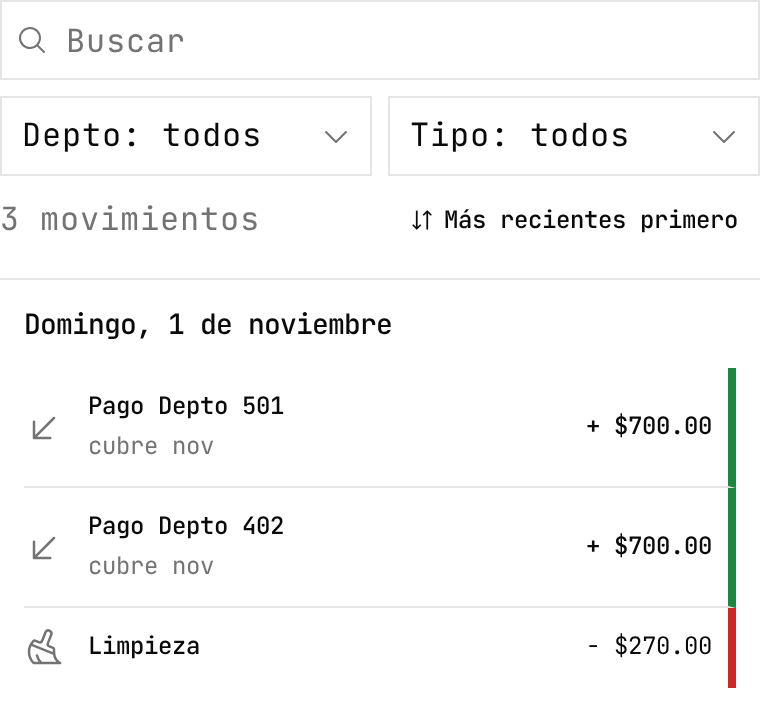 Buscar
Depto: todos
Tipo: todos
3 movimientos
Más recientes primero
Domingo, 1 de noviembre
Pago Depto 501
cubre nov
+ $700.00
Pago Depto 402
cubre nov
+ $700.00
Limpieza
- $270.00